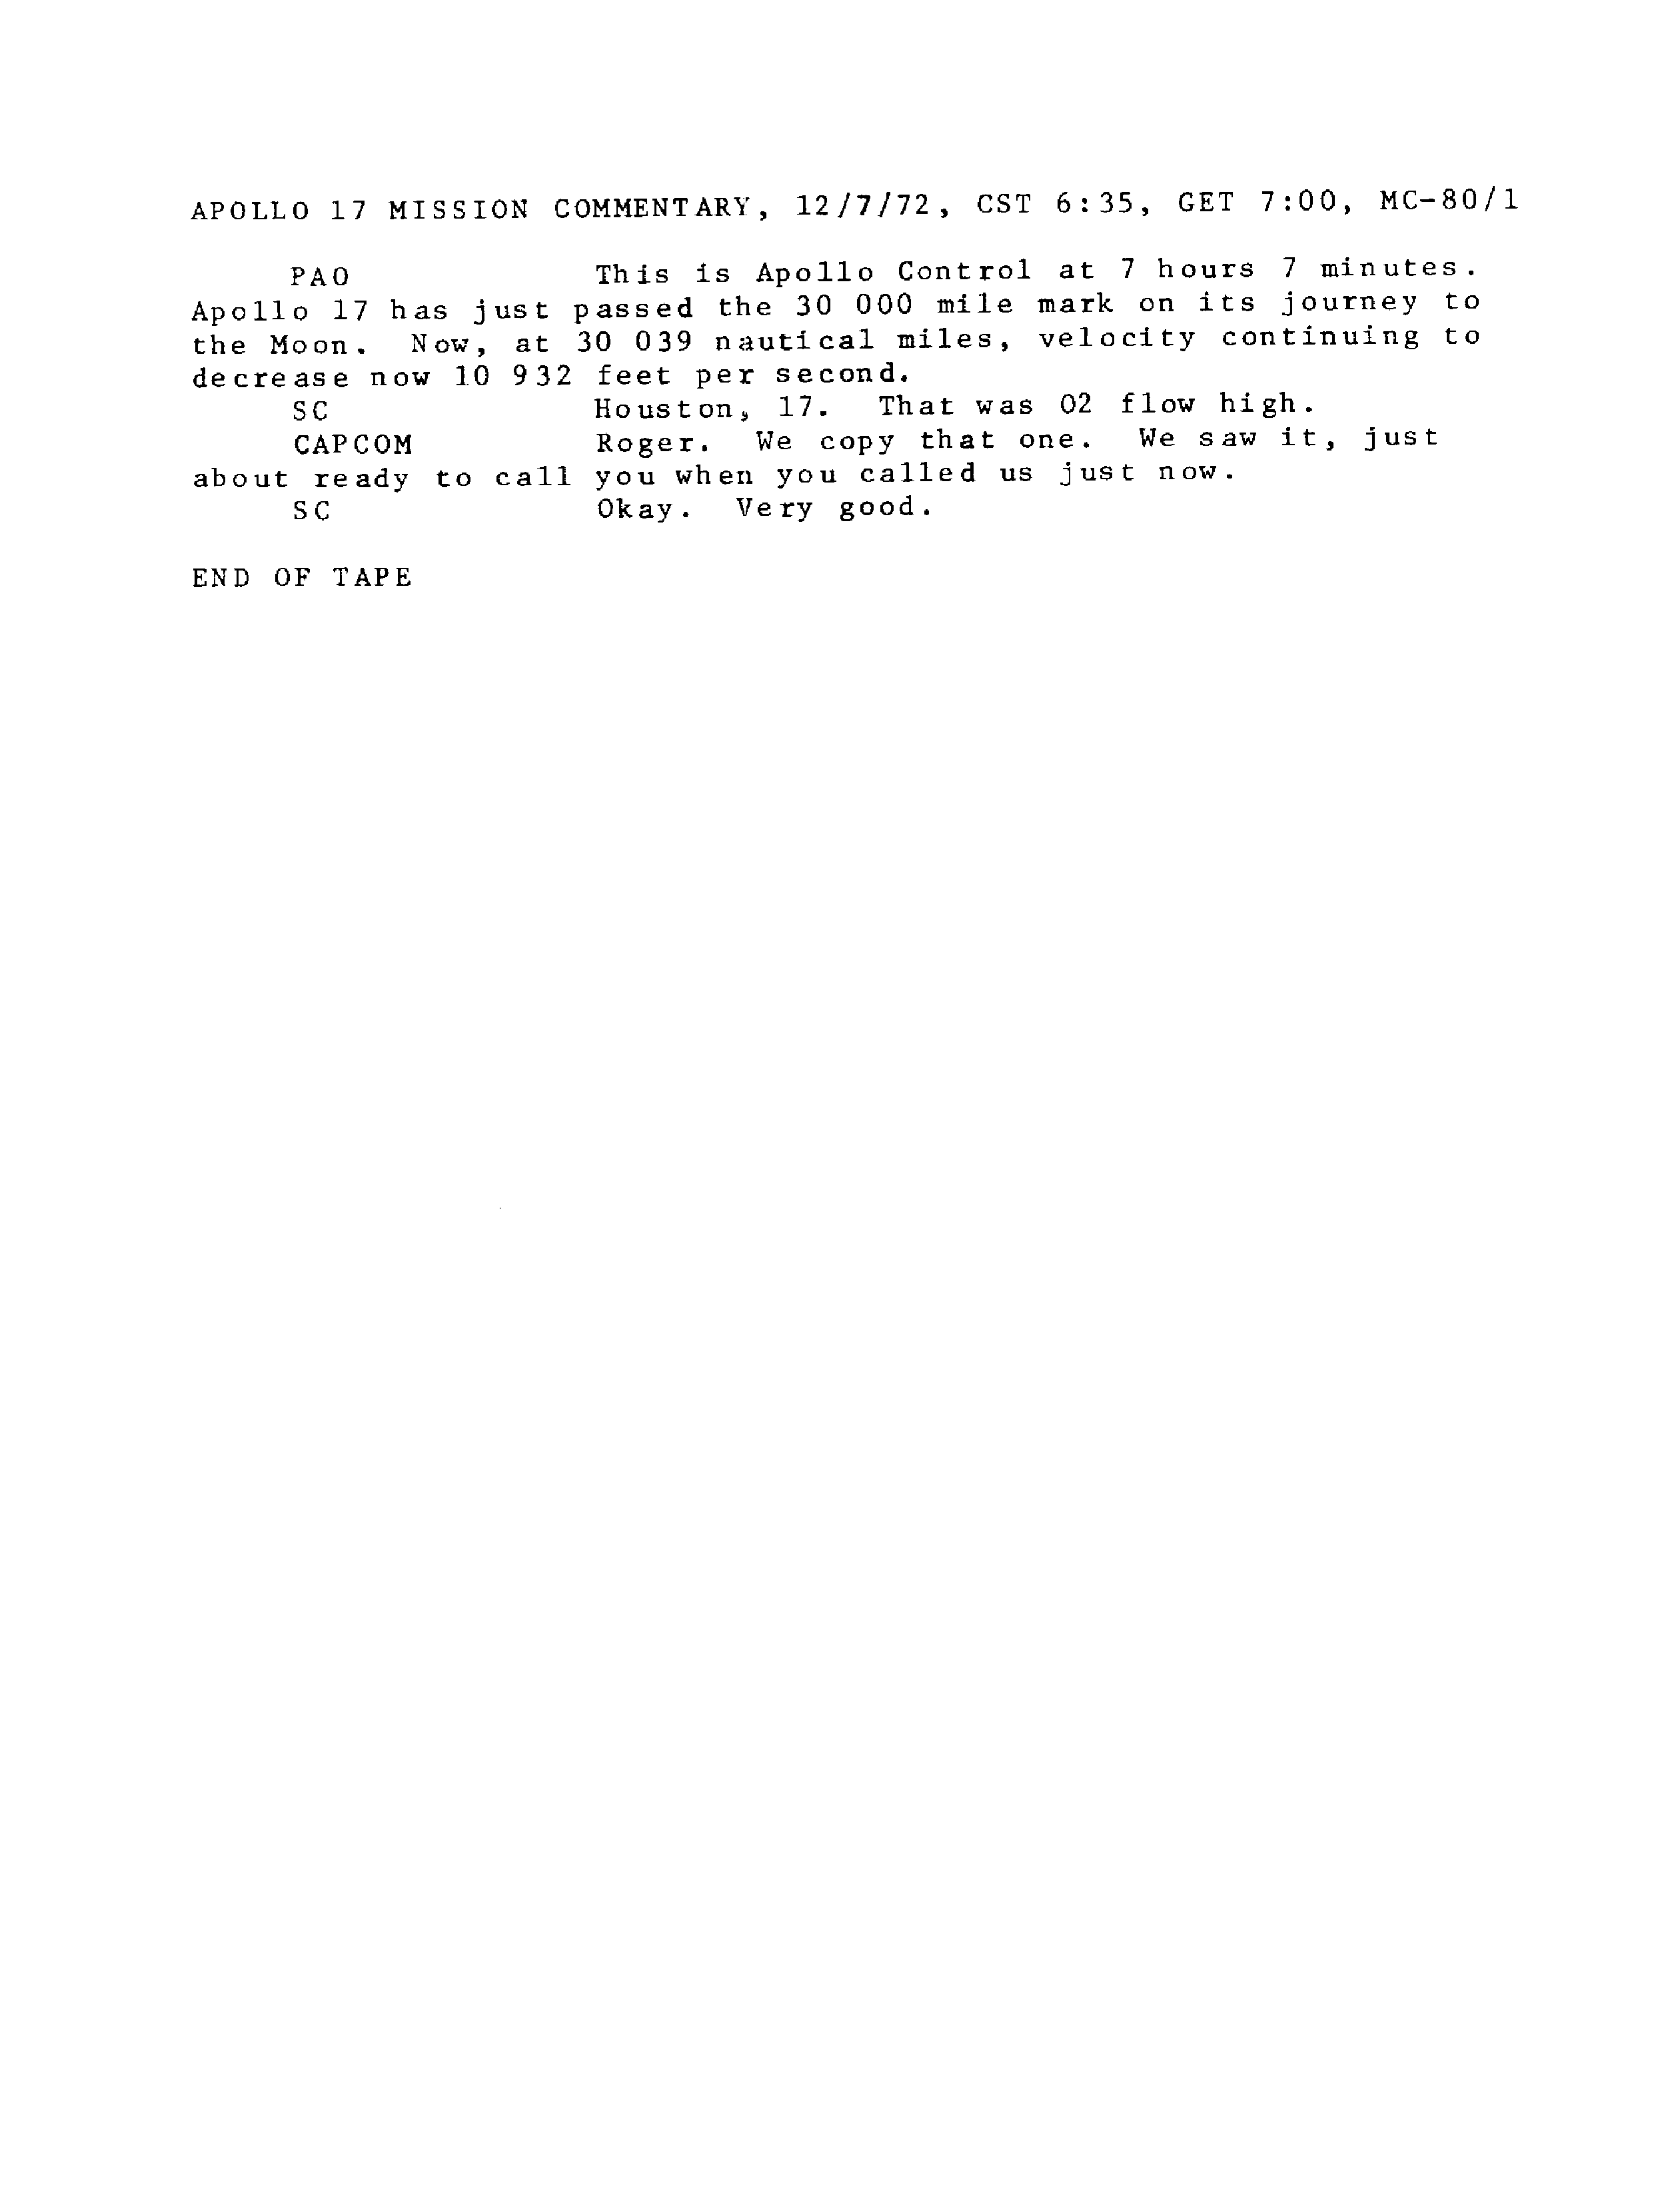 APOLLO 17 MISSION COMMENTARY, 12/7/72, CST 6:35, GET 7:00, MC-80/1
PAO This is Apollo Control at 7 hours 7 minutes.
Apollo 17 has just passed the 30 000 mile mark on its journey to
the Moon. Now, at 30 039 nautical miles, velocity continuing to
decrease now 10 932 feet per second.
SC Houston, 17. That was O2 flow high.
CAPCOM Roger. We copy that one. We saw it, just
about ready to call you when you called us just now.
SC Okay. Very good.
END OF TAPE